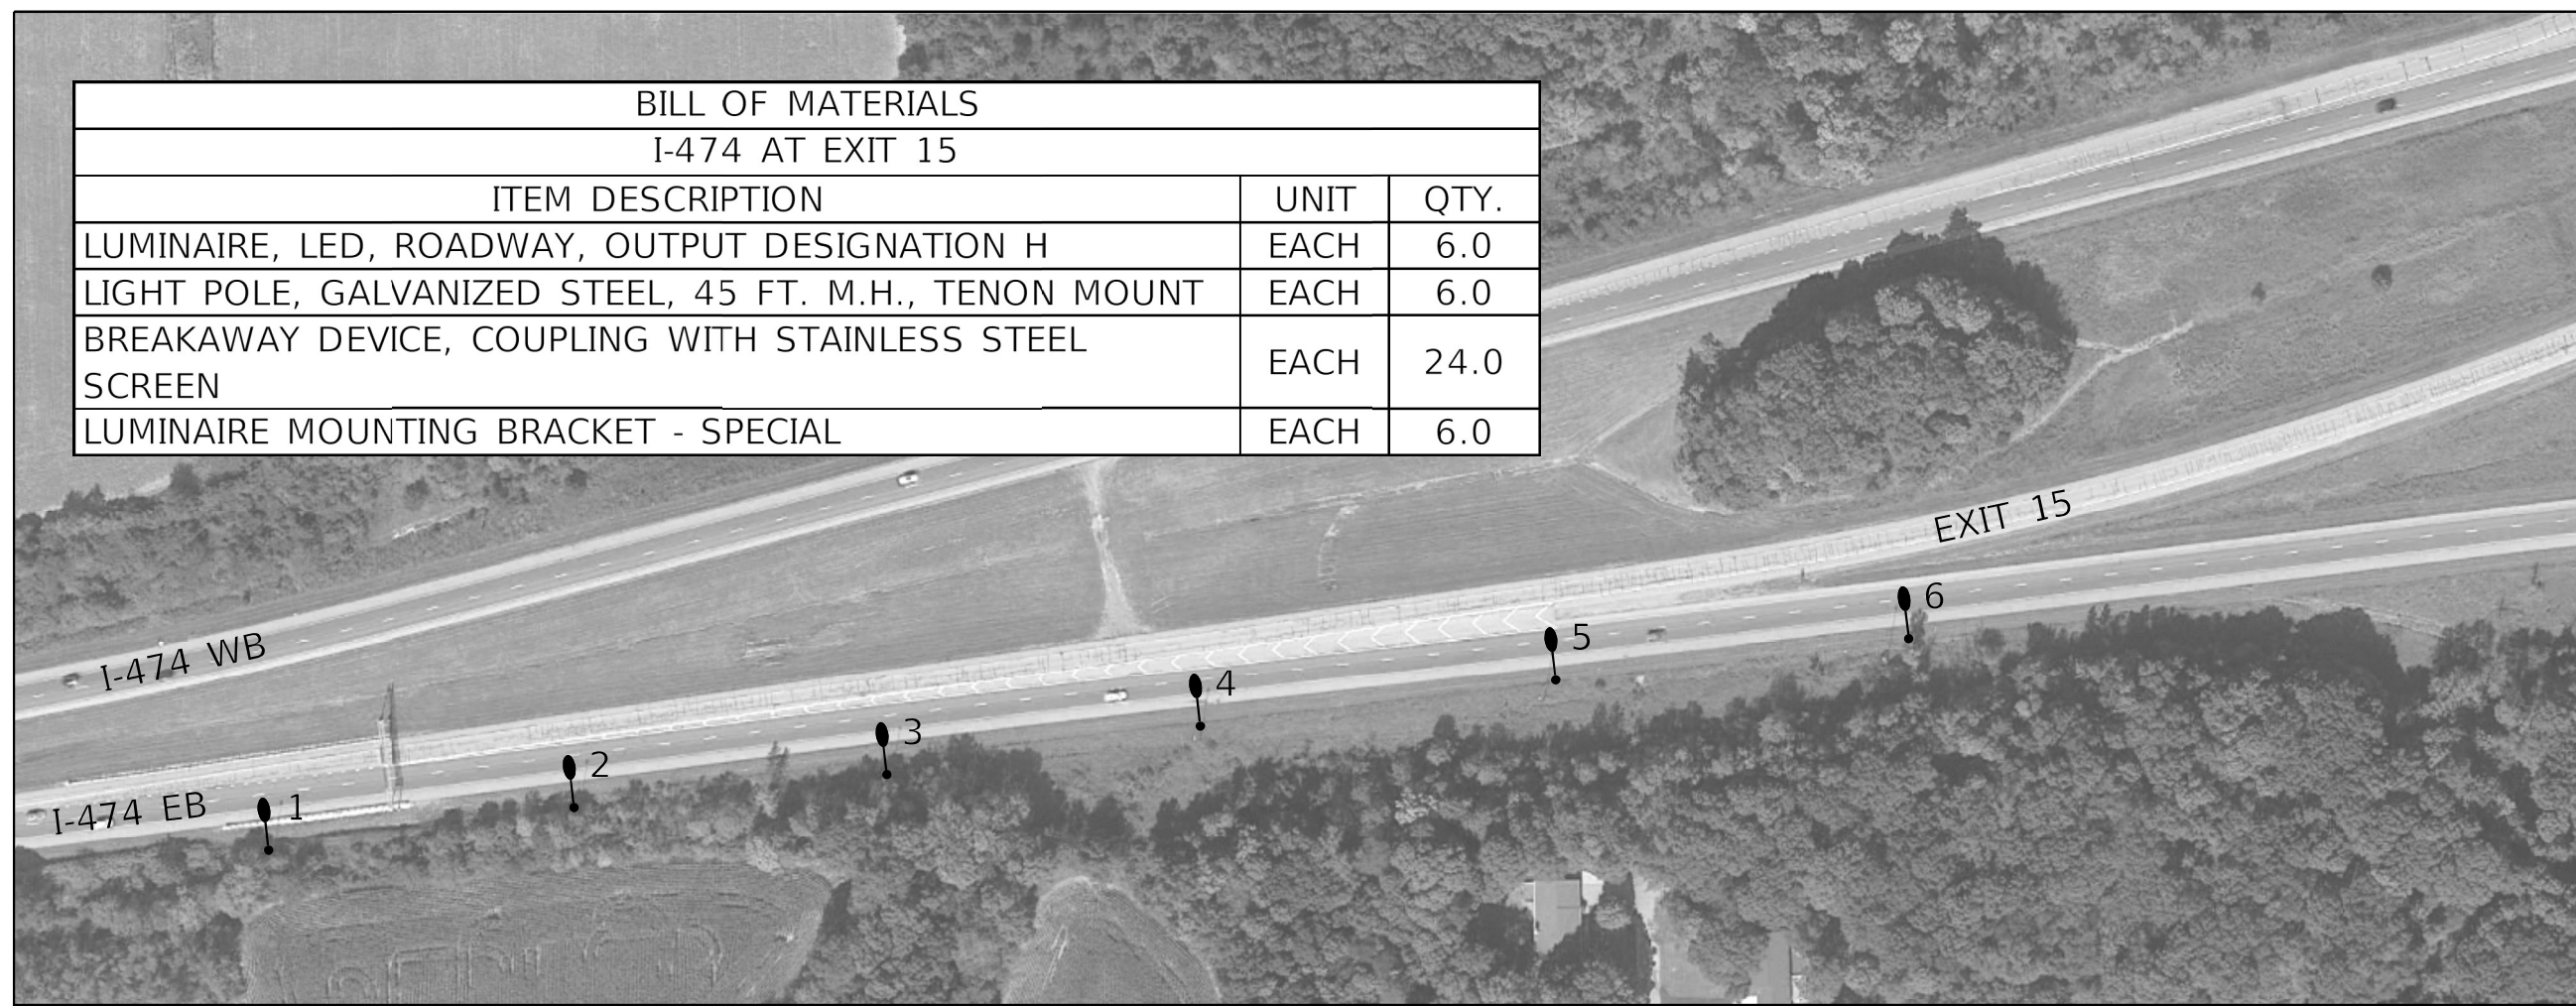 BILL OF MATERIALS
I-474 AT EXIT 15
ITEM DESCRIPTION UNIT QTY.
LUMINAIRE, LED, ROADWAY, OUTPUT DESIGNATION H EACH 6.0
LIGHT POLE, GALVANIZED STEEL, 45 FT. M.H., TENON MOUNT EACH 6.0
BREAKAWAY DEVICE, COUPLING WITH STAINLESS STEEL
SCREEN EACH 24.0
LUMINAIRE MOUNTING BRACKET - SPECIAL EACH 6.0
EXIT 15
I-474 WB
I-474 EB
1
2
3
4
5
6